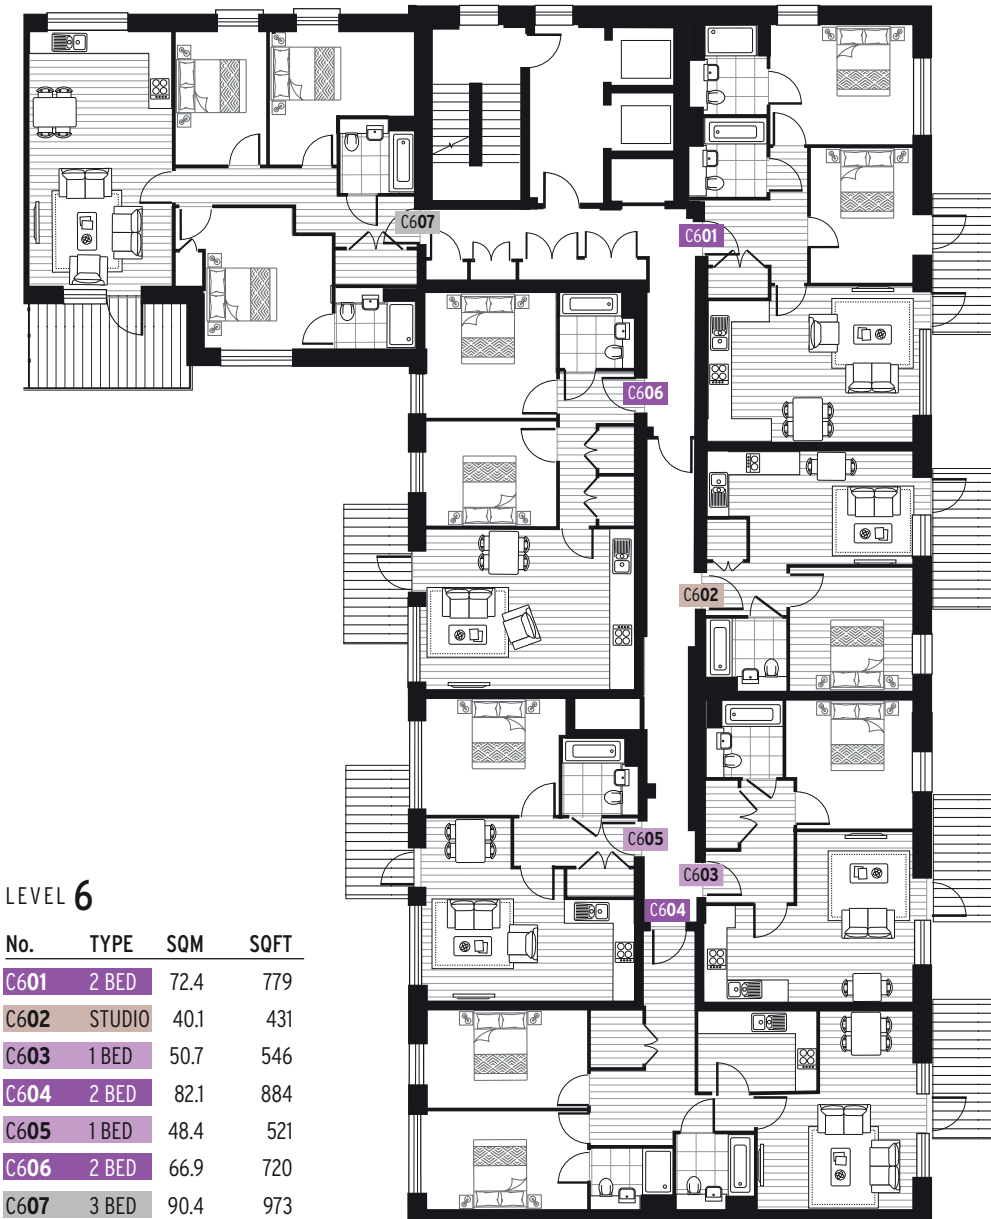 C607
C601
C606
C602
C605
C603
C604
LEVEL 6
No. TYPE SQM SQFT
C601 2 BED 72.4 779
C602 STUDIO 40.1 431
C603 1 BED 50.7 546
C604 2 BED 82.1 884
C605 1 BED 48.4 521
C606 2 BED 66.9 720
C607 3 BED 90.4 973